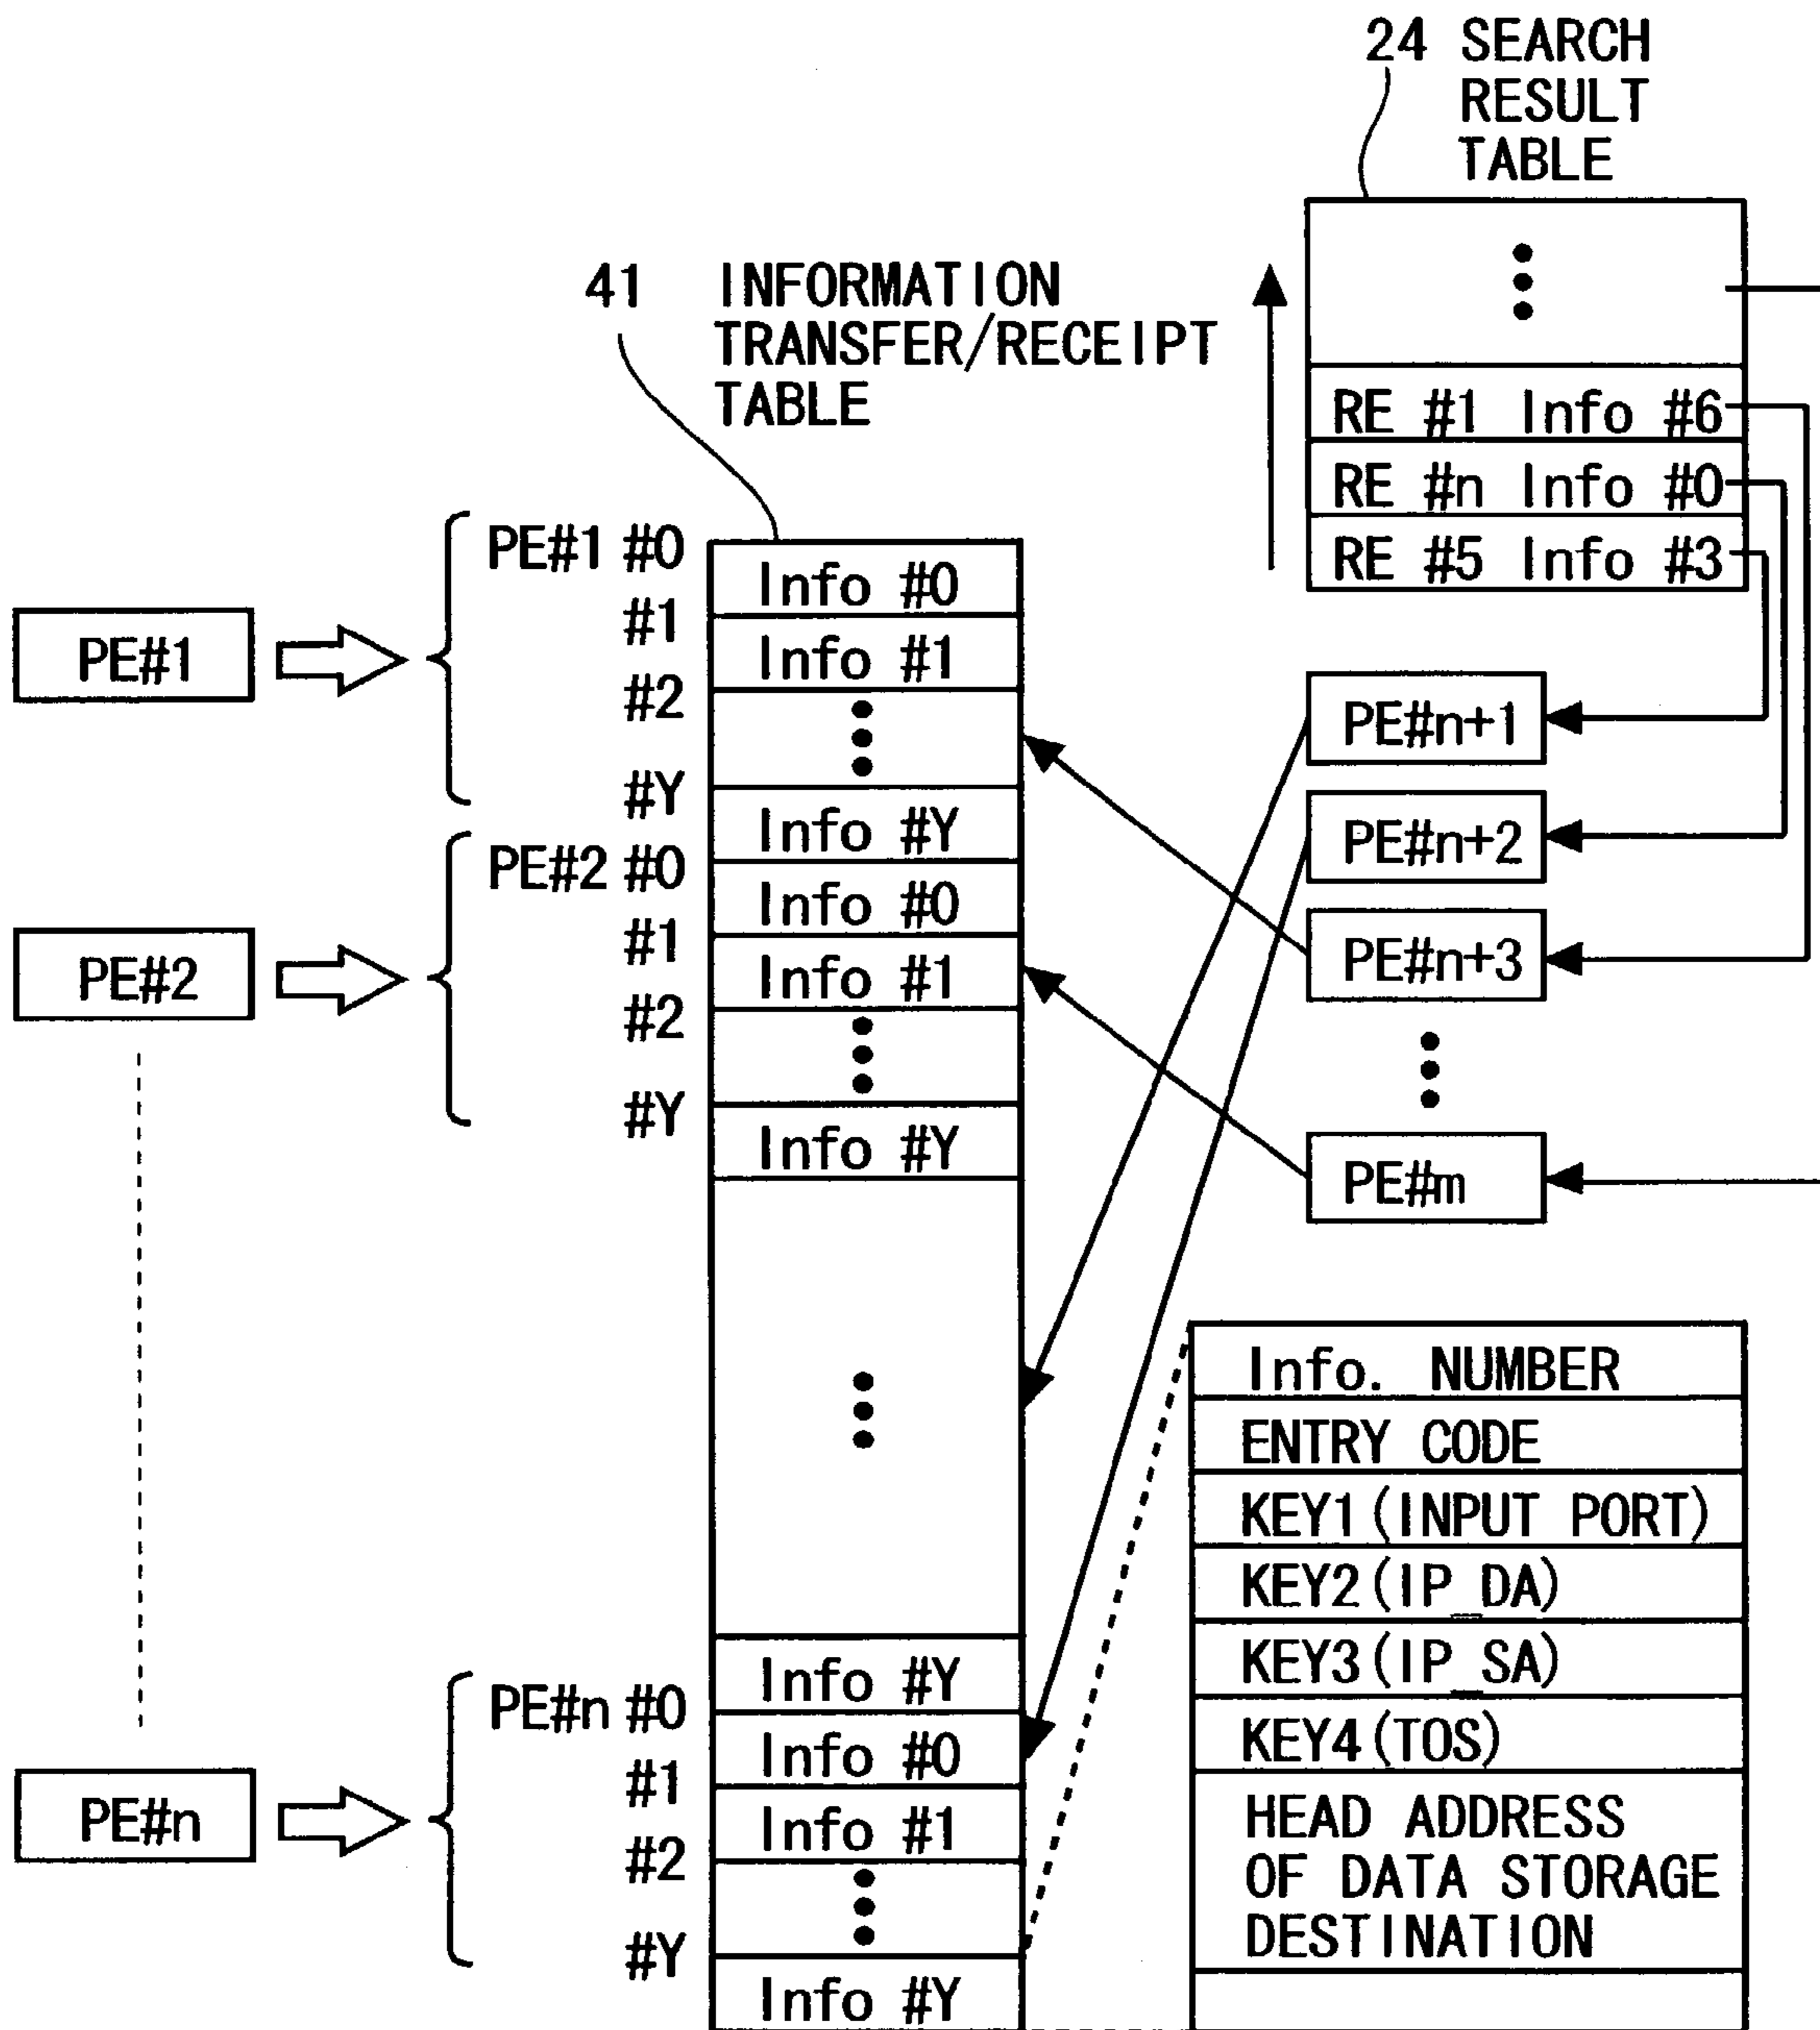 24 SEARCH
RESULT
TABLE
41 INFORMATION
TRANSFER/RECEIPT
TABLE
RE #1 Info #6
RE #n Info #0
RE #5 Info #3
PE#1
PE#1 #0
#1
#2
#Y
Info #0
Info #1
Info #Y
PE#2
PE#2 #0
#1
#2
#Y
Info #0
Info #1
Info #Y
PE#n+1
PE#n+2
PE#n+3
PE#m
Info #Y
PE#n
PE#n #0
#1
#2
#Y
Info #0
Info #1
Info #Y
Info. NUMBER
ENTRY CODE
KEY1(INPUT PORT)
KEY2(IP_DA)
KEY3(IP_SA)
KEY4(TOS)
HEAD ADDRESS
OF DATA STORAGE
DESTINATION